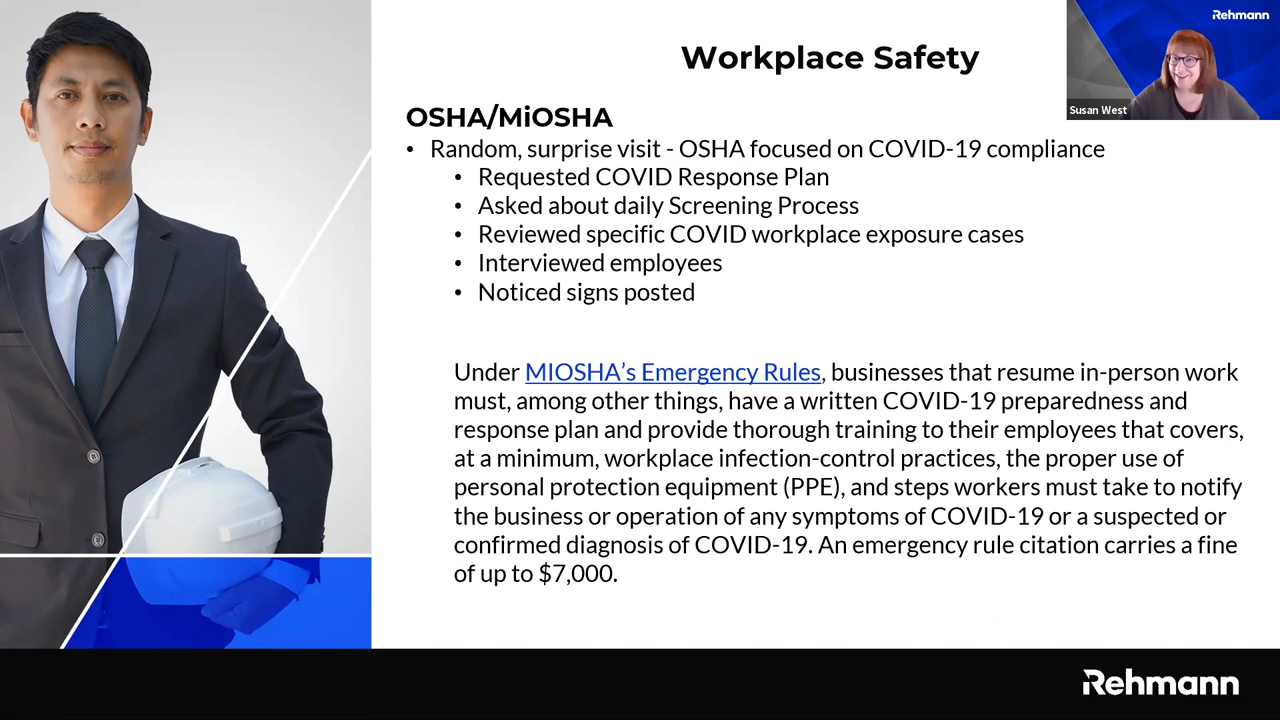 Rehmann
Susan West
Workplace Safety
OSHA/MiOSHA
• Random, surprise visit - OSHA focused on COVID-19 compliance
• Requested COVID Response Plan
• Asked about daily Screening Process
• Reviewed specific COVID workplace exposure cases
• Interviewed employees
• Noticed signs posted
Under MIOSHA’s Emergency Rules, businesses that resume in-person work
must, among other things, have a written COVID-19 preparedness and
response plan and provide thorough training to their employees that covers,
at a minimum, workplace infection-control practices, the proper use of
personal protection equipment (PPE), and steps workers must take to notify
the business or operation of any symptoms of COVID-19 or a suspected or
confirmed diagnosis of COVID-19. An emergency rule citation carries a fine
of up to $7,000.
Rehmann